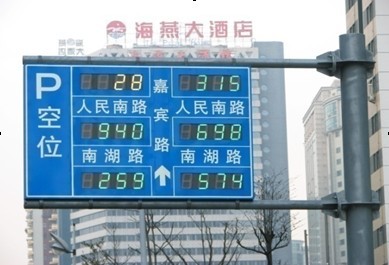 海燕大酒店
P
空位
28
人民南路
940
南湖路
259
嘉宾路
315
人民南路
698
南湖路
514